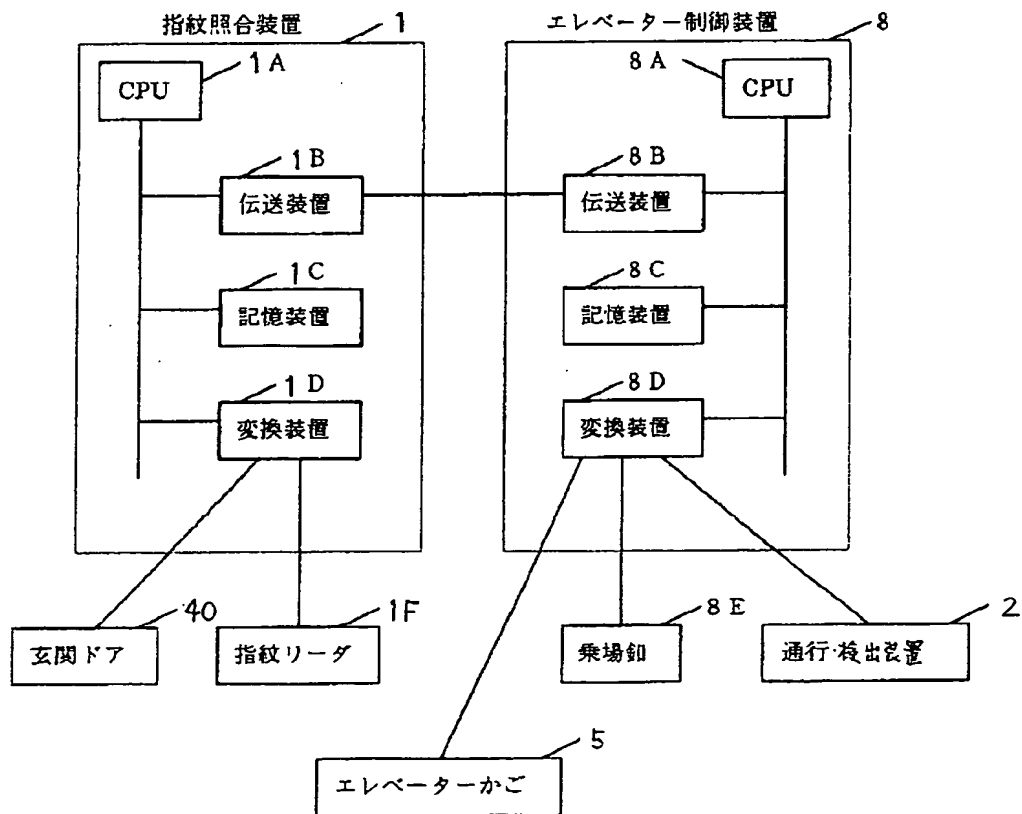 指紋照合装置 1
エレベーター制御装置 8
CPU 1A
8A CPU
1B
伝送装置
8B
伝送装置
1C
記憶装置
8C
記憶装置
1D
変換装置
8D
変換装置
40
玄関ドア
1F
指紋リーダ
8E
乗場釦
2
通行・検出装置
5
エレベーターかご